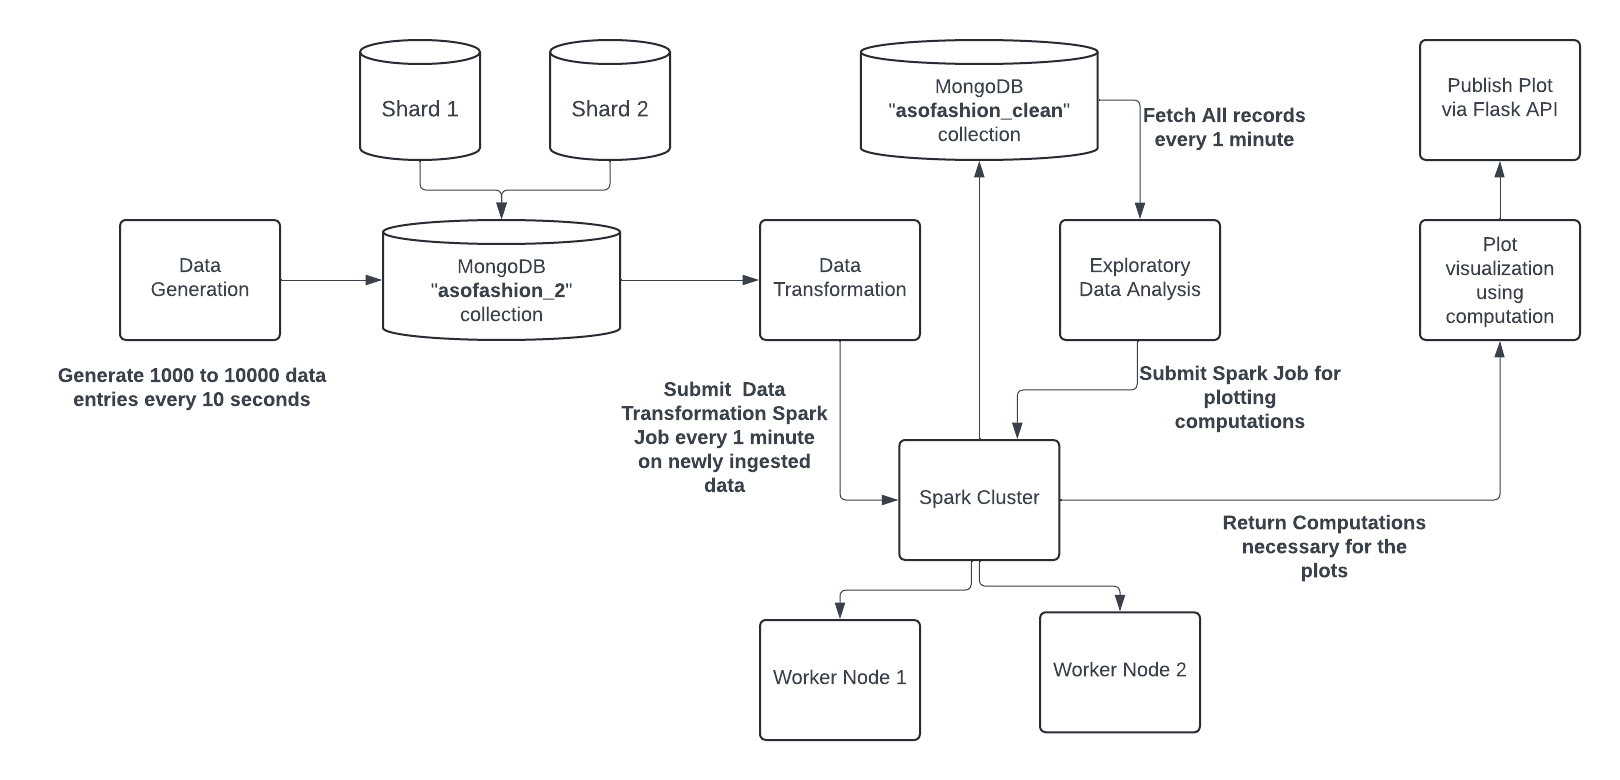 Shard 1
Shard 2
MongoDB
"asofashion_clean"
collection
Fetch All records
every 1 minute
Publish Plot
via Flask API
Data
Generation
MongoDB
"asofashion_2"
collection
Data
Transformation
Exploratory
Data Analysis
Plot
visualization
using
computation
Generate 1000 to 10000 data
entries every 10 seconds
Submit  Data
Transformation Spark
Job every 1 minute
on newly ingested
data
Submit Spark Job for
plotting
computations
Spark Cluster
Return Computations
necessary for the
plots
Worker Node 1
Worker Node 2